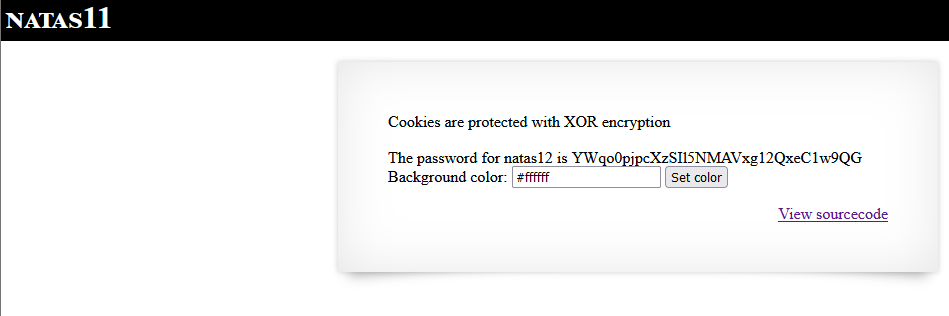 NATAS11
Cookies are protected with XOR encryption
The password for natas12 is YWqo0pjpcXzSIl5NMAVxg12QxeC1w9QG
Background color: #ffffff Set color
View sourcecode